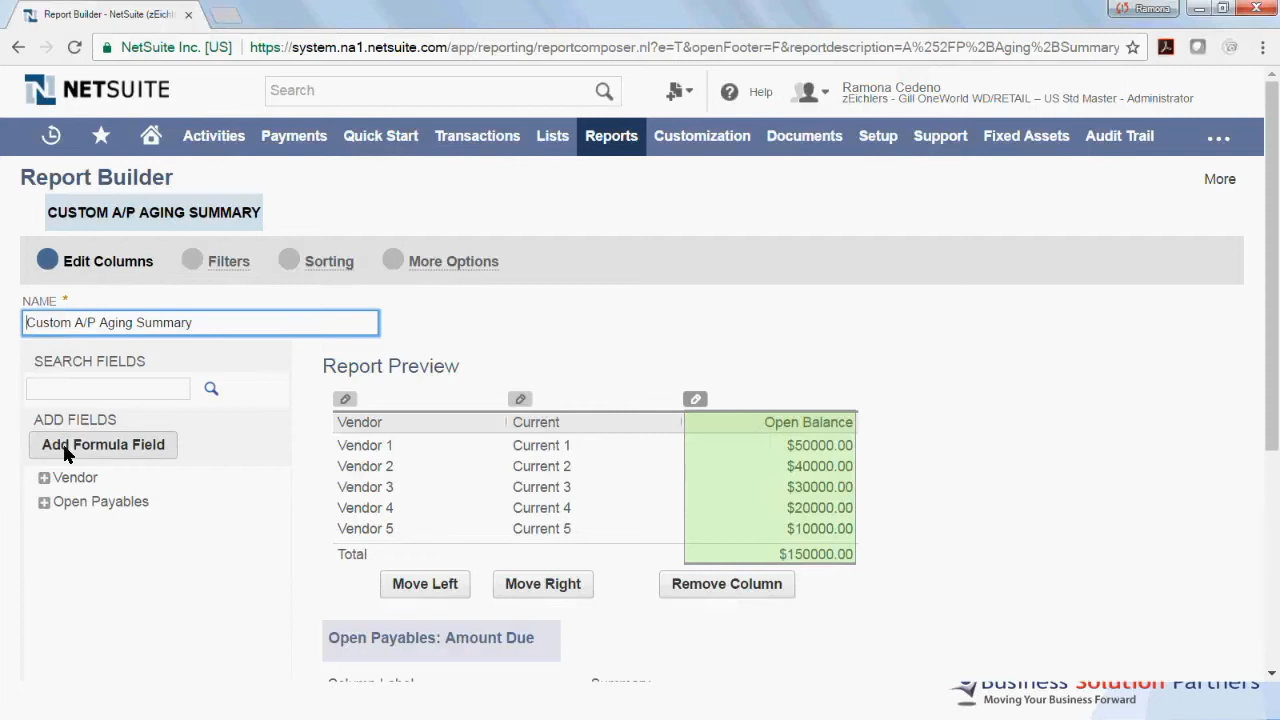 Report Builder - NetSuite (zEichl
Ramona
NetSuite Inc. [US]
https://system.na1.netsuite.com/app/reporting/reportcomposer.nl?e=T&openFooter=F&reportdescription=A%252FP%2BAging%2BSummary
NETSUITE
Search
Help
Ramona Cedeno
zEichlers - Gill OneWorld WD/RETAIL – US Std Master - Administrator
Activities Payments Quick Start Transactions Lists Reports Customization Documents Setup Support Fixed Assets Audit Trail
Report Builder
More
CUSTOM A/P AGING SUMMARY
Edit Columns Filters Sorting More Options
NAME *
Custom A/P Aging Summary
SEARCH FIELDS
ADD FIELDS
Add Formula Field
Vendor
Open Payables
Report Preview
Vendor Current Open Balance
Vendor 1 Current 1 $50000.00
Vendor 2 Current 2 $40000.00
Vendor 3 Current 3 $30000.00
Vendor 4 Current 4 $20000.00
Vendor 5 Current 5 $10000.00
Total $150000.00
Move Left Move Right Remove Column
Open Payables: Amount Due
Column Label Summary
Business Solution Partners
Moving Your Business Forward